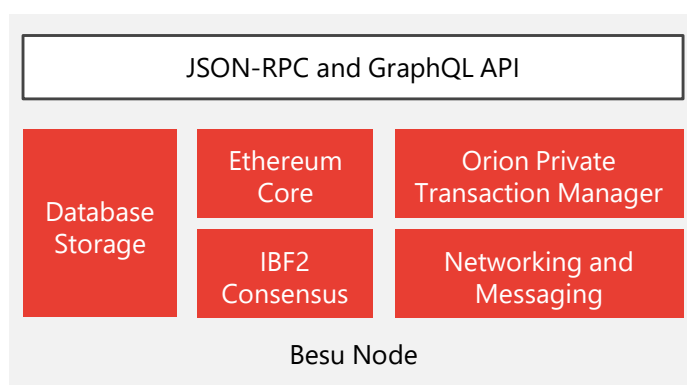 JSON-RPC and GraphQL API
Database
Storage
Ethereum
Core
Orion Private
Transaction Manager
IBF2
Consensus
Networking and
Messaging
Besu Node